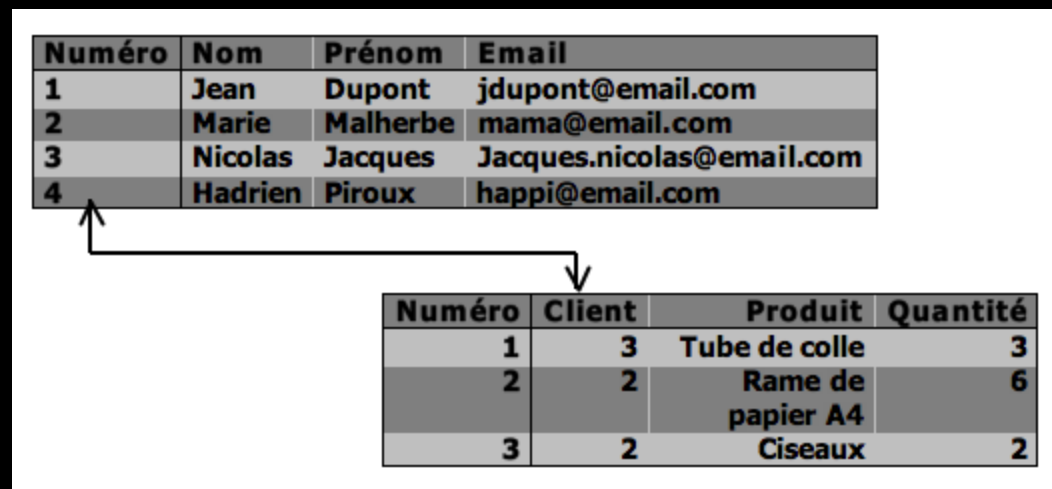 Numéro Nom Prénom Email
1 Jean Dupont jdupont@email.com
2 Marie Malherbe mama@email.com
3 Nicolas Jacques Jacques.nicolas@email.com
4 Hadrien Piroux happi@email.com
Numéro Client Produit Quantité
1 3 Tube de colle 3
2 2 Rame de 6
papier A4
3 2 Ciseaux 2